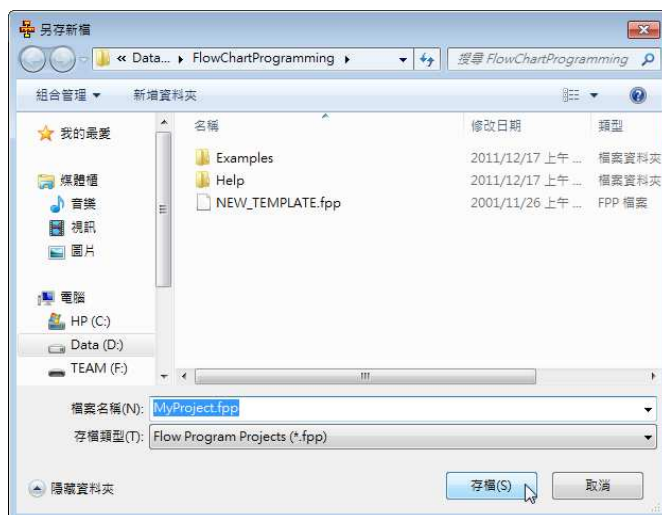 另存新檔
« Data... ▸ FlowChartProgramming ▸
搜尋 FlowChartProgramming
組合管理 ▾ 新增資料夾
我的最愛
媒體櫃
音樂
視訊
圖片
電腦
HP (C:)
Data (D:)
TEAM (F:)
名稱 修改日期 類型
Examples 2011/12/17 上午 ... 檔案資料夾
Help 2011/12/17 上午 ... 檔案資料夾
NEW_TEMPLATE.fpp 2001/11/26 上午 ... FPP 檔案
檔案名稱(N): MyProject.fpp
存檔類型(T): Flow Program Projects (*.fpp)
隱藏資料夾 存檔(S) 取消